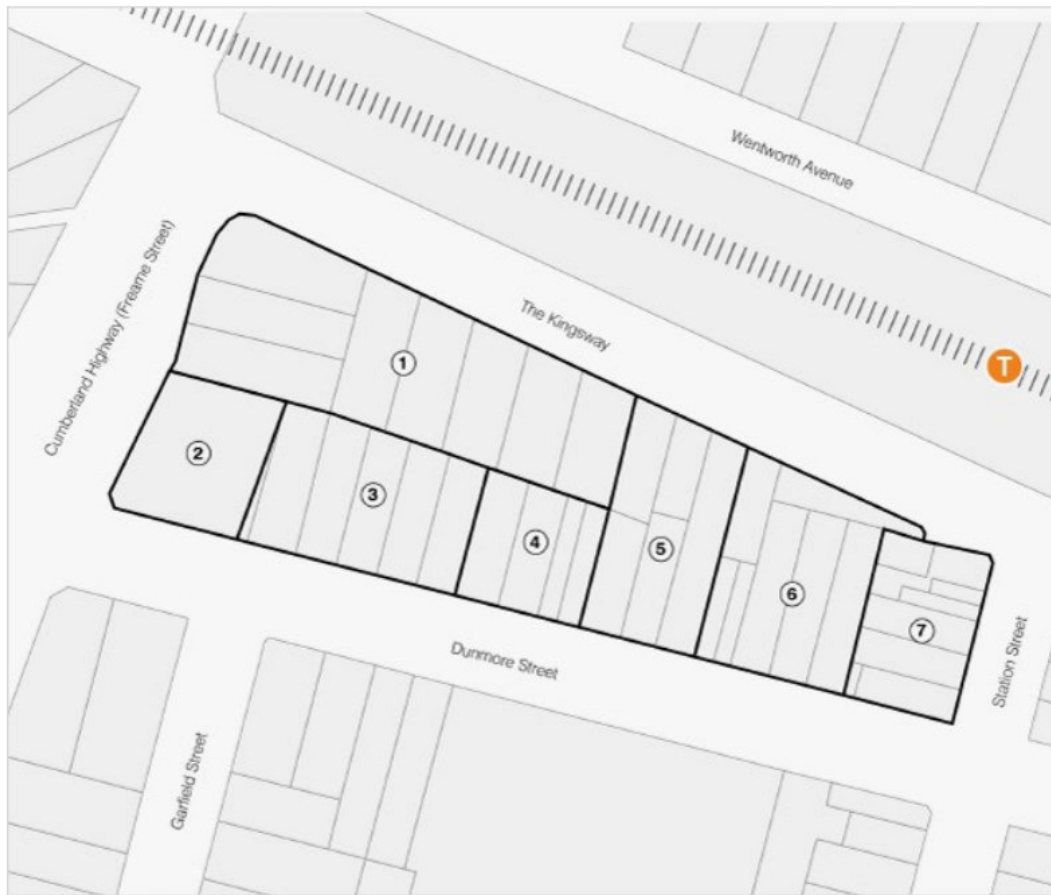 Wentworth Avenue
Cumberland Highway (Freame Street)
The Kingsway
T
1
2
3
4
5
6
7
Dunmore Street
Station Street
Garfield Street